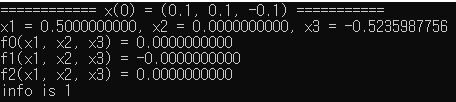 ============ x(0) = (0.1, 0.1, -0.1) ===========
x1 = 0.5000000000, x2 = 0.0000000000, x3 = -0.5235987756
f0(x1, x2, x3) = 0.0000000000
f1(x1, x2, x3) = -0.0000000000
f2(x1, x2, x3) = 0.0000000000
info is 1